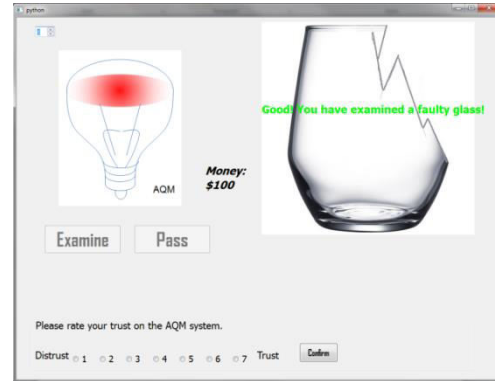 python
1
Good! You have examined a faulty glass!
AQM
Money:
$100
Examine Pass
Please rate your trust on the AQM system.
Distrust 1 2 3 4 5 6 7 Trust Confirm